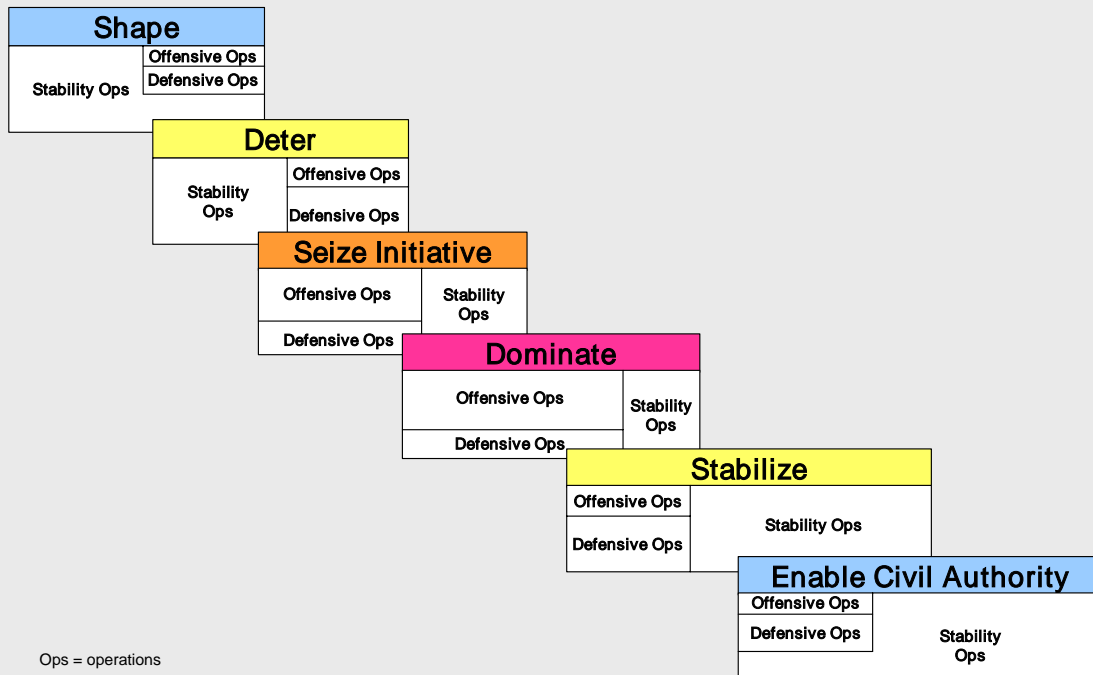 Shape
Stability Ops
Offensive Ops
Defensive Ops
Deter
Stability
Ops
Offensive Ops
Defensive Ops
Seize Initiative
Offensive Ops
Defensive Ops
Stability
Ops
Dominate
Offensive Ops
Defensive Ops
Stability
Ops
Stabilize
Offensive Ops
Defensive Ops
Stability Ops
Enable Civil Authority
Offensive Ops
Defensive Ops
Stability
Ops
Ops = operations